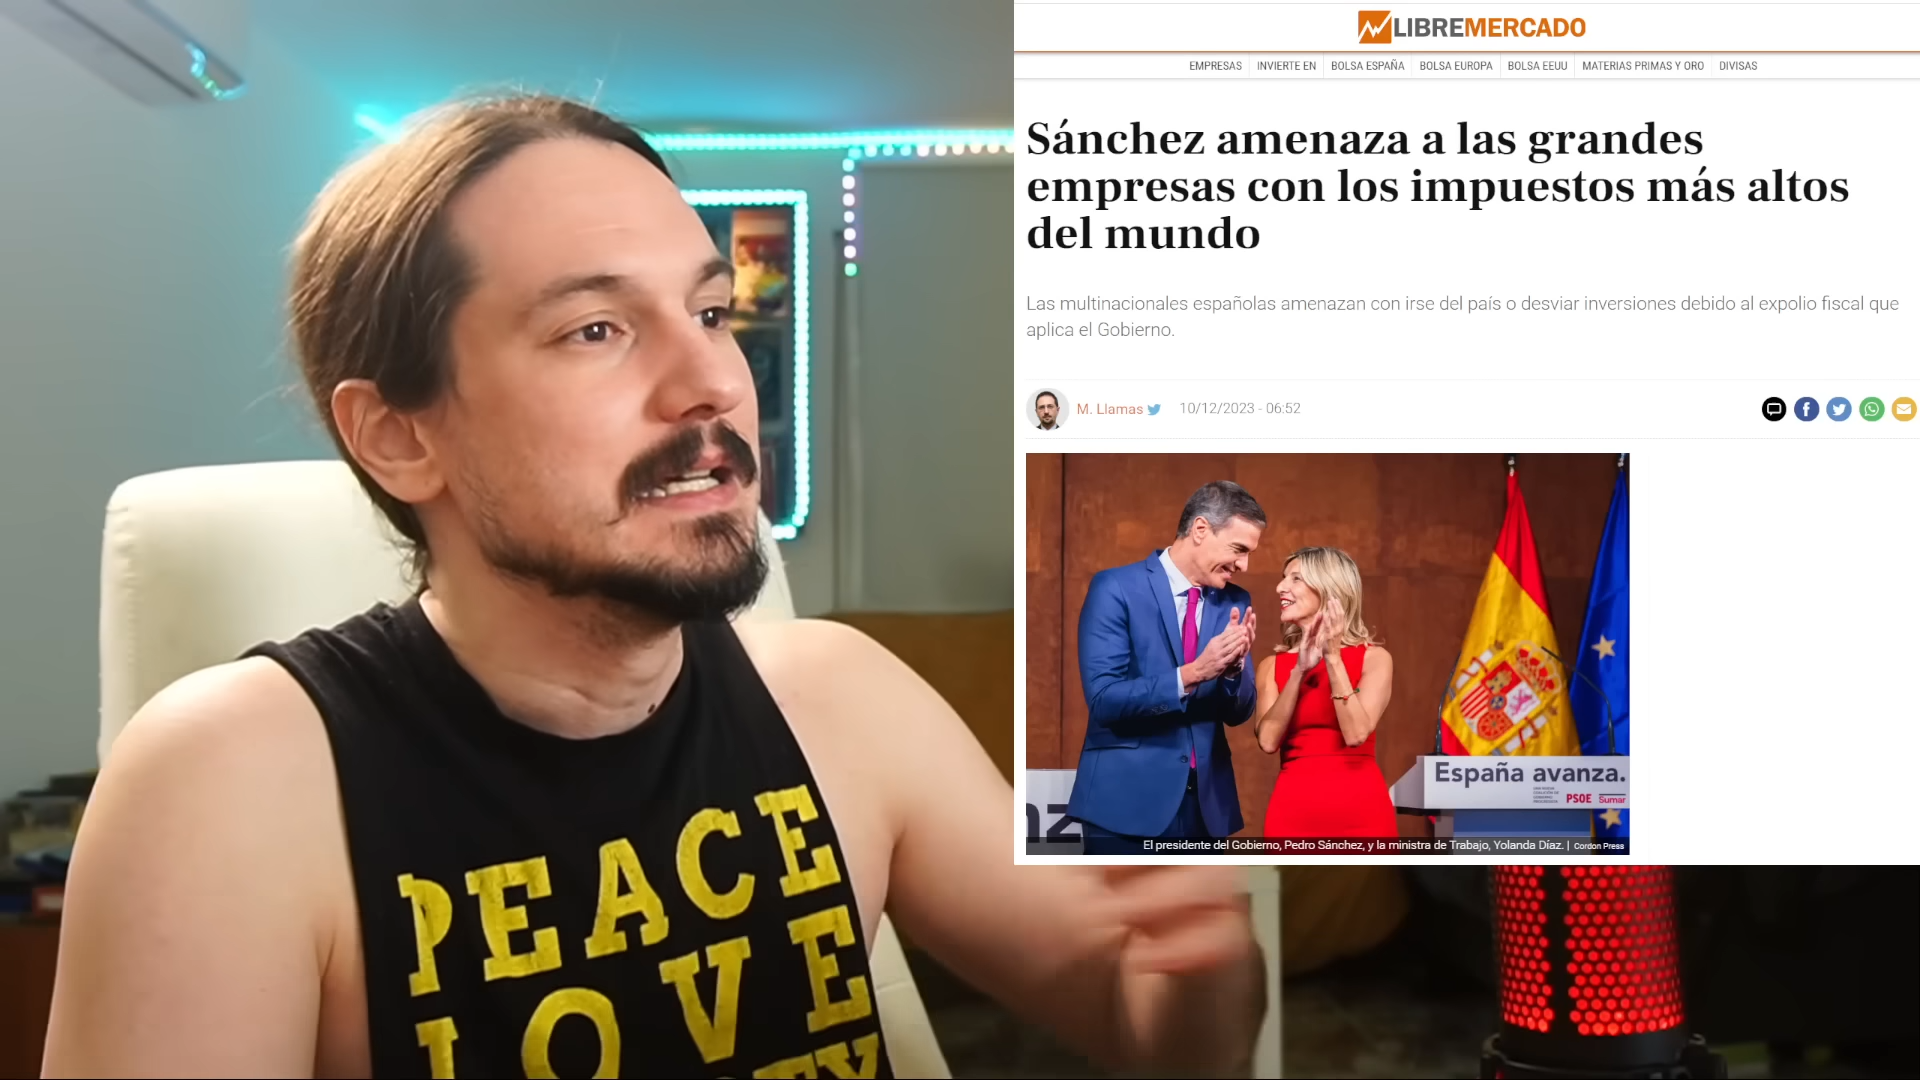 LIBREMERCADO
EMPRESAS INVIERTE EN BOLSA ESPAÑA BOLSA EUROPA BOLSA EEUU MATERIAS PRIMAS Y ORO DIVISAS
Sánchez amenaza a las grandes
empresas con los impuestos más altos
del mundo
Las multinacionales españolas amenazan con irse del país o desviar inversiones debido al expolio fiscal que
aplica el Gobierno.
M. Llamas 10/12/2023 - 06:52
España avanza.
PSOE Sumar
nz
El presidente del Gobierno, Pedro Sánchez, y la ministra de Trabajo, Yolanda Díaz. | Cordon Press
PEACE
LOVE